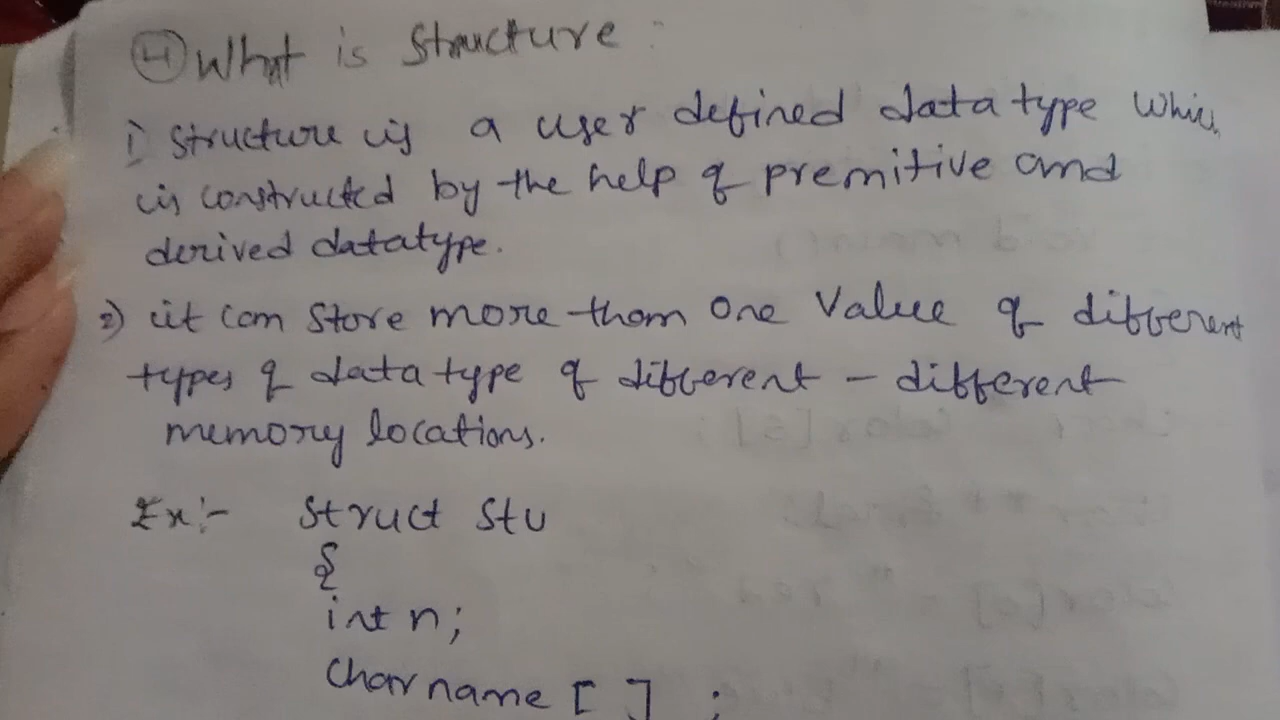 4 What is Structure :
1) Structure is a user defined data type whic
is constructed by the help of premitive and
derived datatype.
2) it can Store more than One Value of different
types of data type of different - different
memory locations.
Ex:- Struct Stu
{
int n;
Char name [ ] ;